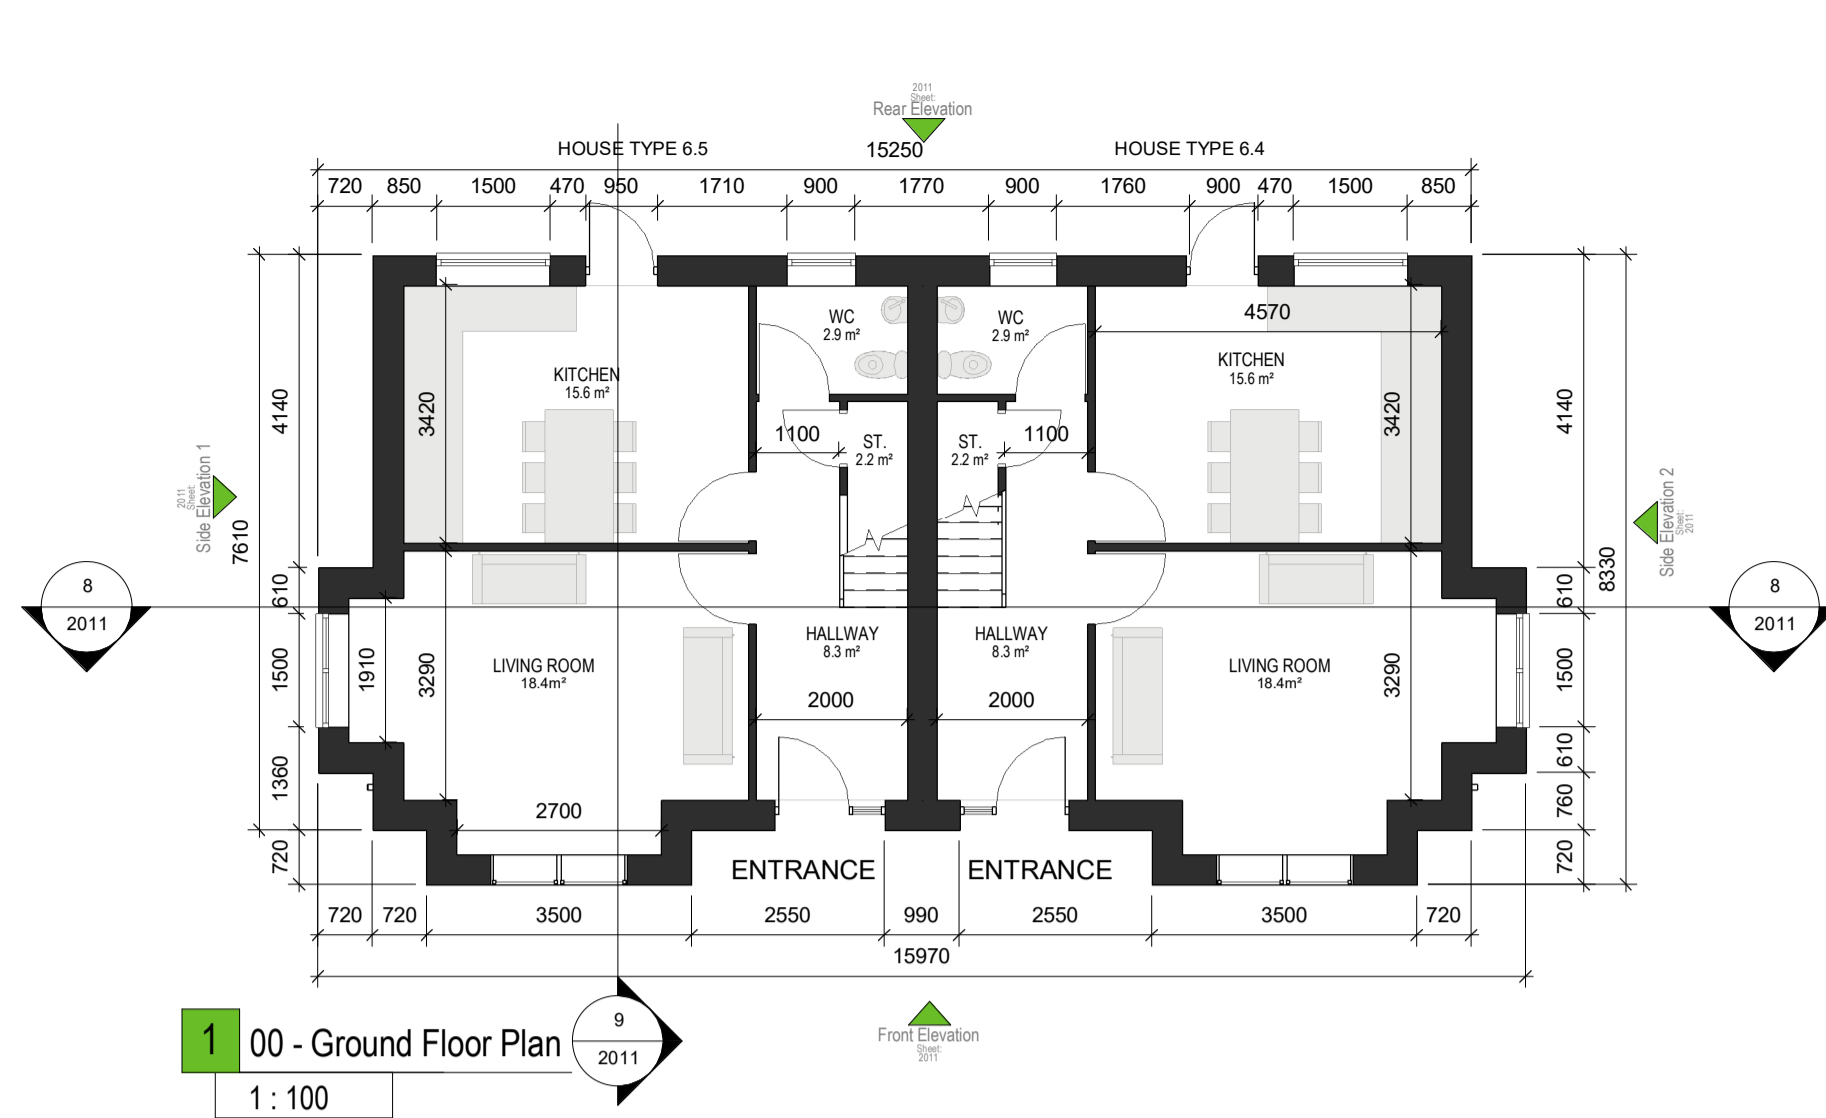 2011
Sheet:
Rear Elevation
HOUSE TYPE 6.5
15250
HOUSE TYPE 6.4
720 850 1500 470 950 1710 900 1770 900 1760 900 470 1500 850
4570
WC
2.9 m²
WC
2.9 m²
KITCHEN
15.6 m²
KITCHEN
15.6 m²
4140
3420
3420
4140
1100
ST.
2.2 m²
ST.
2.2 m²
1100
Side Elevation 1
Sheet:
2011
7610
Side Elevation 2
Sheet:
2011
8330
8
2011
8
2011
610
610
HALLWAY
8.3 m²
HALLWAY
8.3 m²
LIVING ROOM
18.4m²
LIVING ROOM
18.4m²
1500
1910
3290
3290
1500
2000
2000
1360
610
760
2700
720
720
ENTRANCE
ENTRANCE
720 720 3500 2550 990 2550 3500 720
15970
1
00 - Ground Floor Plan
1 : 100
9
2011
Front Elevation
Sheet:
2011